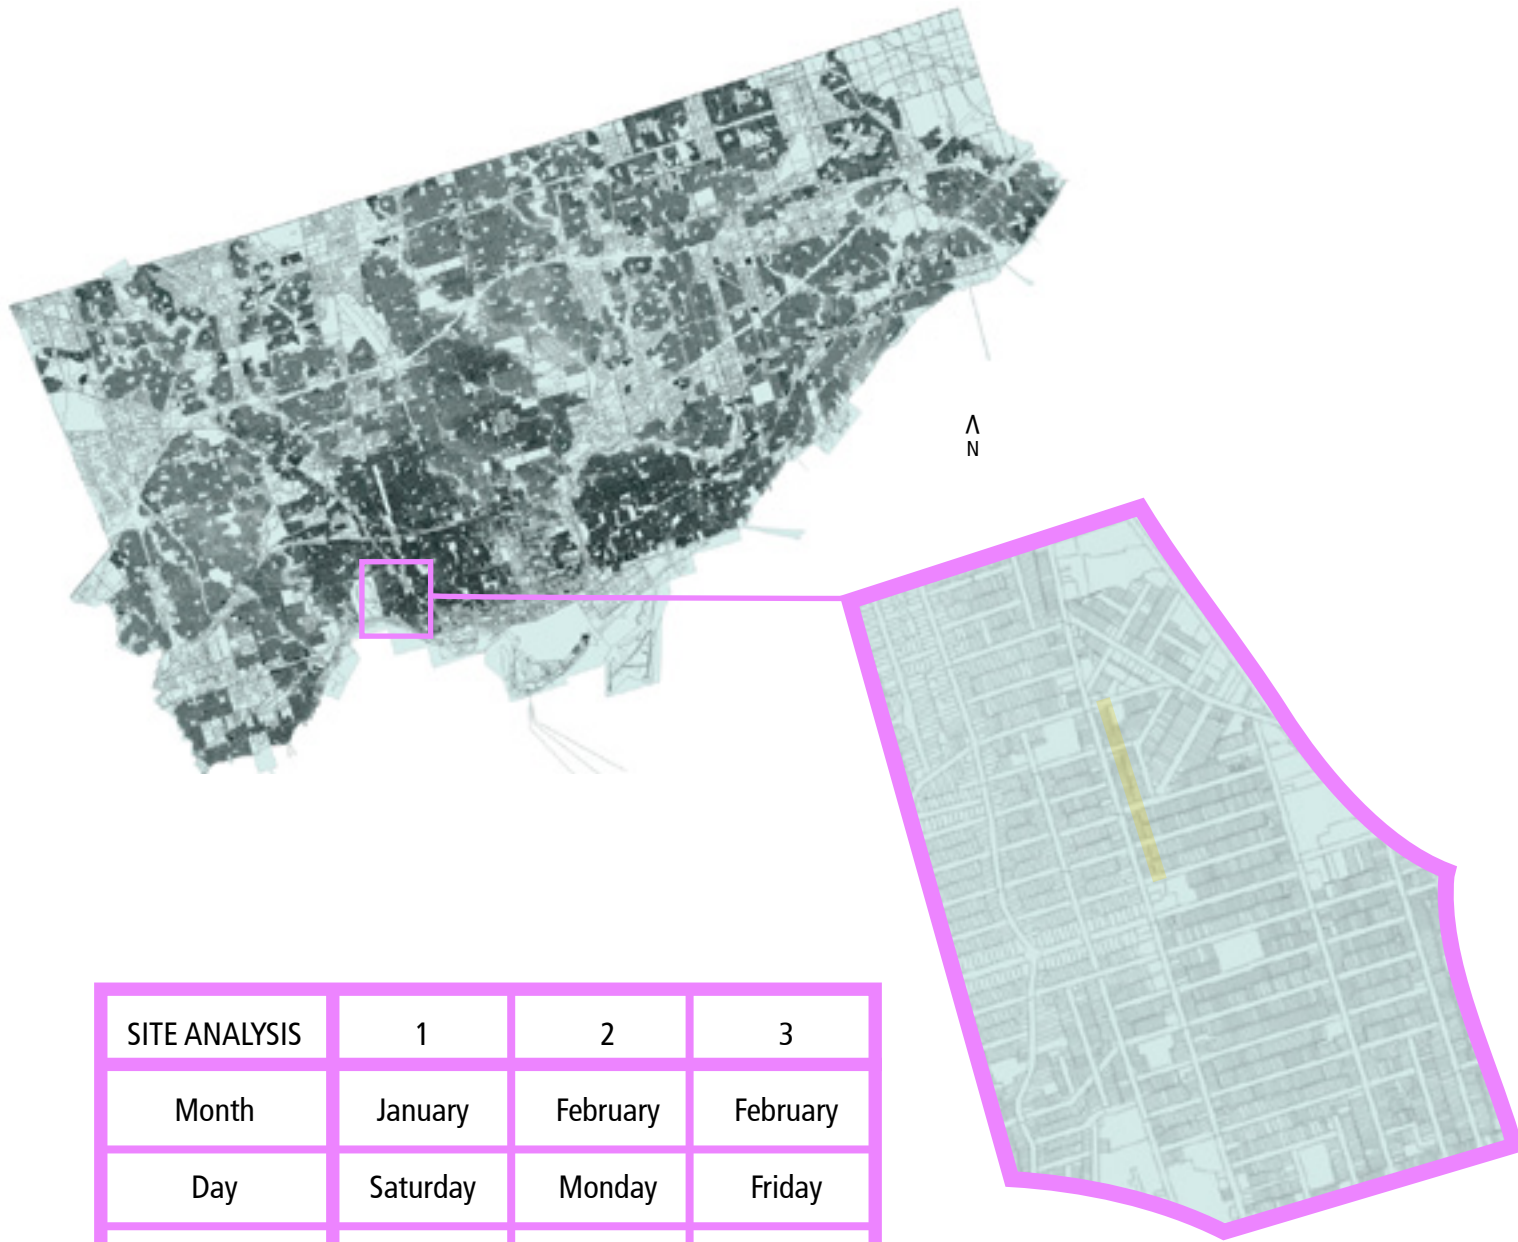 Λ
N
SITE ANALYSIS 1 2 3
Month January February February
Day Saturday Monday Friday